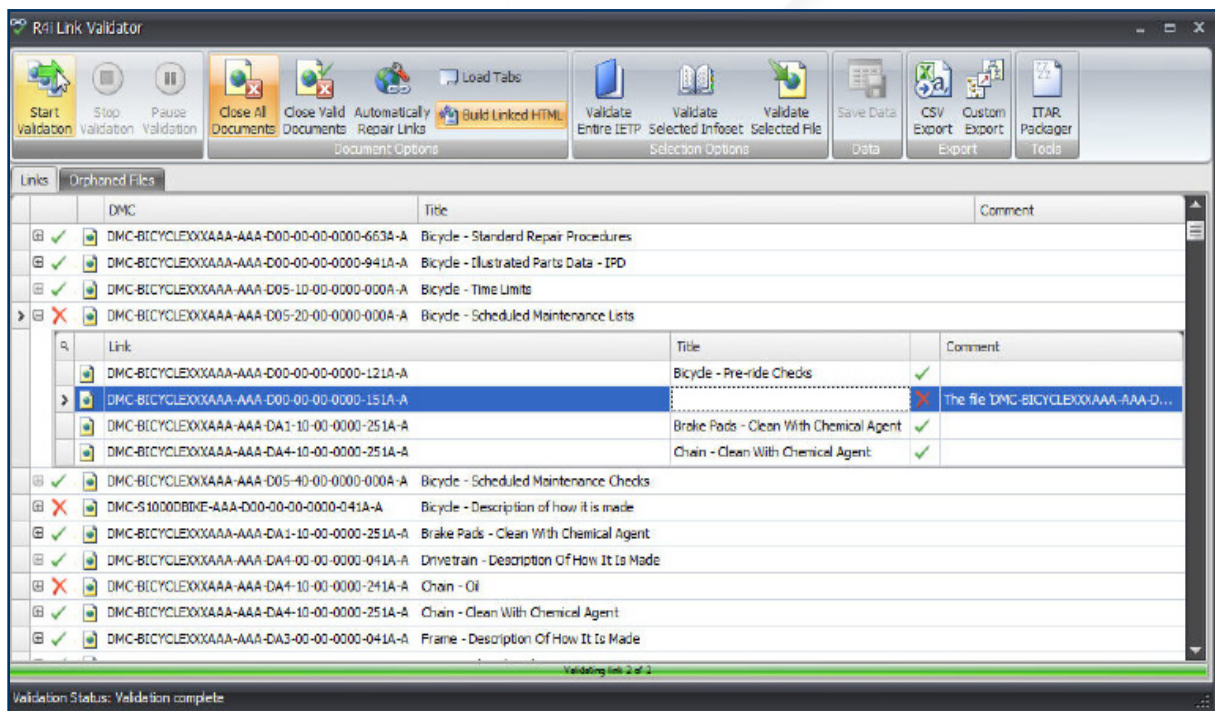 R4i Link Validator
Start Validation
Stop Validation
Pause Validation
Close All Documents
Close Valid Documents
Automatically Repair Links
Load Tabs
Build Linked HTML
Validate Entire IETP
Validate Selected Infoset
Validate Selected File
Save Data
CSV Export
Custom Export
ITAR Packager
Document Options
Selection Options
Data
Export
Tools
Links Orphaned Files
DMC Title Comment
DMC-BICYCLEXXXAAA-AAA-D00-00-00-0000-663A-A Bicycle - Standard Repair Procedures
DMC-BICYCLEXXXAAA-AAA-D00-00-00-0000-941A-A Bicycle - Illustrated Parts Data - IPD
DMC-BICYCLEXXXAAA-AAA-D05-10-00-0000-000A-A Bicycle - Time Limits
DMC-BICYCLEXXXAAA-AAA-D05-20-00-0000-000A-A Bicycle - Scheduled Maintenance Lists
Link Title Comment
DMC-BICYCLEXXXAAA-AAA-D00-00-00-0000-121A-A Bicycle - Pre-ride Checks
DMC-BICYCLEXXXAAA-AAA-D00-00-00-0000-151A-A The file 'DMC-BICYCLEXXXAAA-AAA-D...
DMC-BICYCLEXXXAAA-AAA-DA1-10-00-0000-251A-A Brake Pads - Clean With Chemical Agent
DMC-BICYCLEXXXAAA-AAA-DA4-10-00-0000-251A-A Chain - Clean With Chemical Agent
DMC-BICYCLEXXXAAA-AAA-D05-40-00-0000-000A-A Bicycle - Scheduled Maintenance Checks
DMC-S1000DBIKE-AAA-D00-00-00-0000-041A-A Bicycle - Description of how it is made
DMC-BICYCLEXXXAAA-AAA-DA1-10-00-0000-251A-A Brake Pads - Clean With Chemical Agent
DMC-BICYCLEXXXAAA-AAA-DA4-00-00-0000-041A-A Drivetrain - Description Of How It Is Made
DMC-BICYCLEXXXAAA-AAA-DA4-10-00-0000-241A-A Chain - Oil
DMC-BICYCLEXXXAAA-AAA-DA4-10-00-0000-251A-A Chain - Clean With Chemical Agent
DMC-BICYCLEXXXAAA-AAA-DA3-00-00-0000-041A-A Frame - Description Of How It Is Made
Validating link 2 of 2
Validation Status: Validation complete